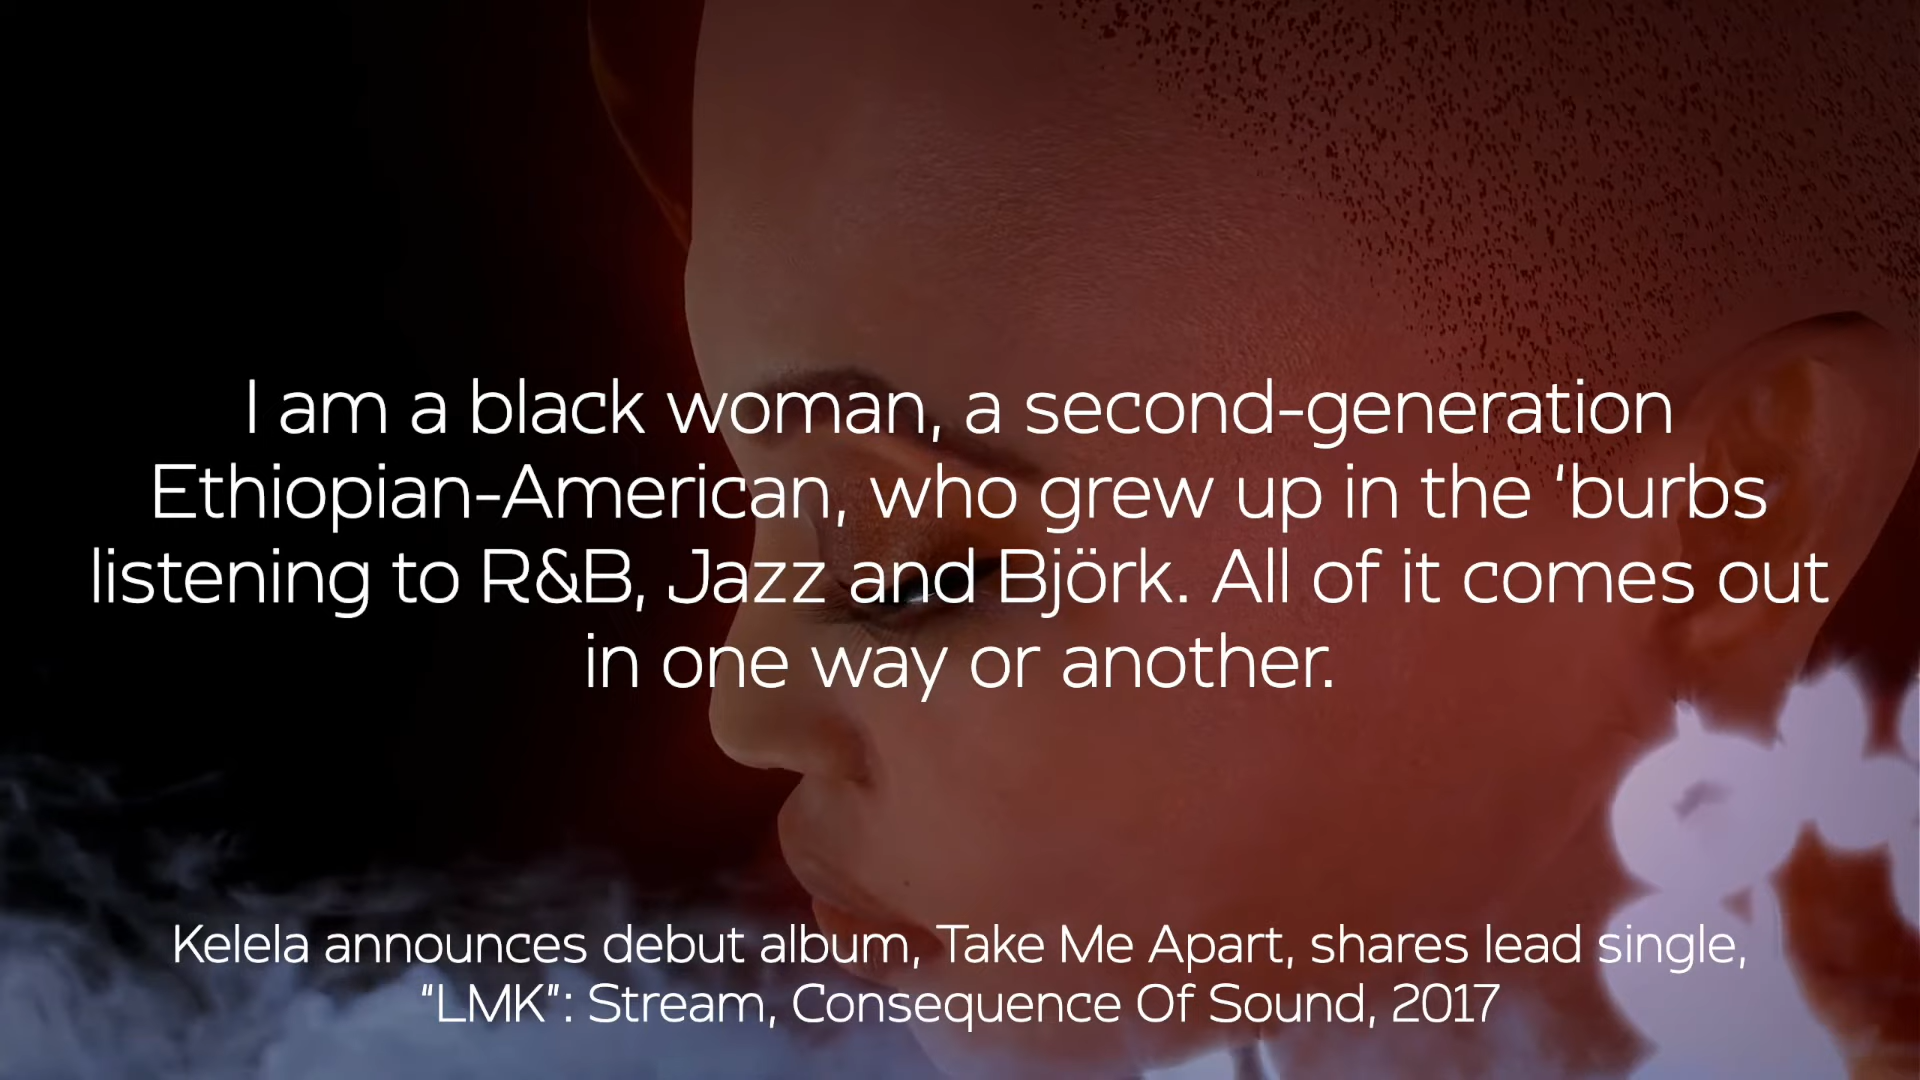 I am a black woman, a second-generation
Ethiopian-American, who grew up in the ‘burbs
listening to R&B, Jazz and Björk. All of it comes out
in one way or another.
Kelela announces debut album, Take Me Apart, shares lead single,
“LMK”: Stream, Consequence Of Sound, 2017